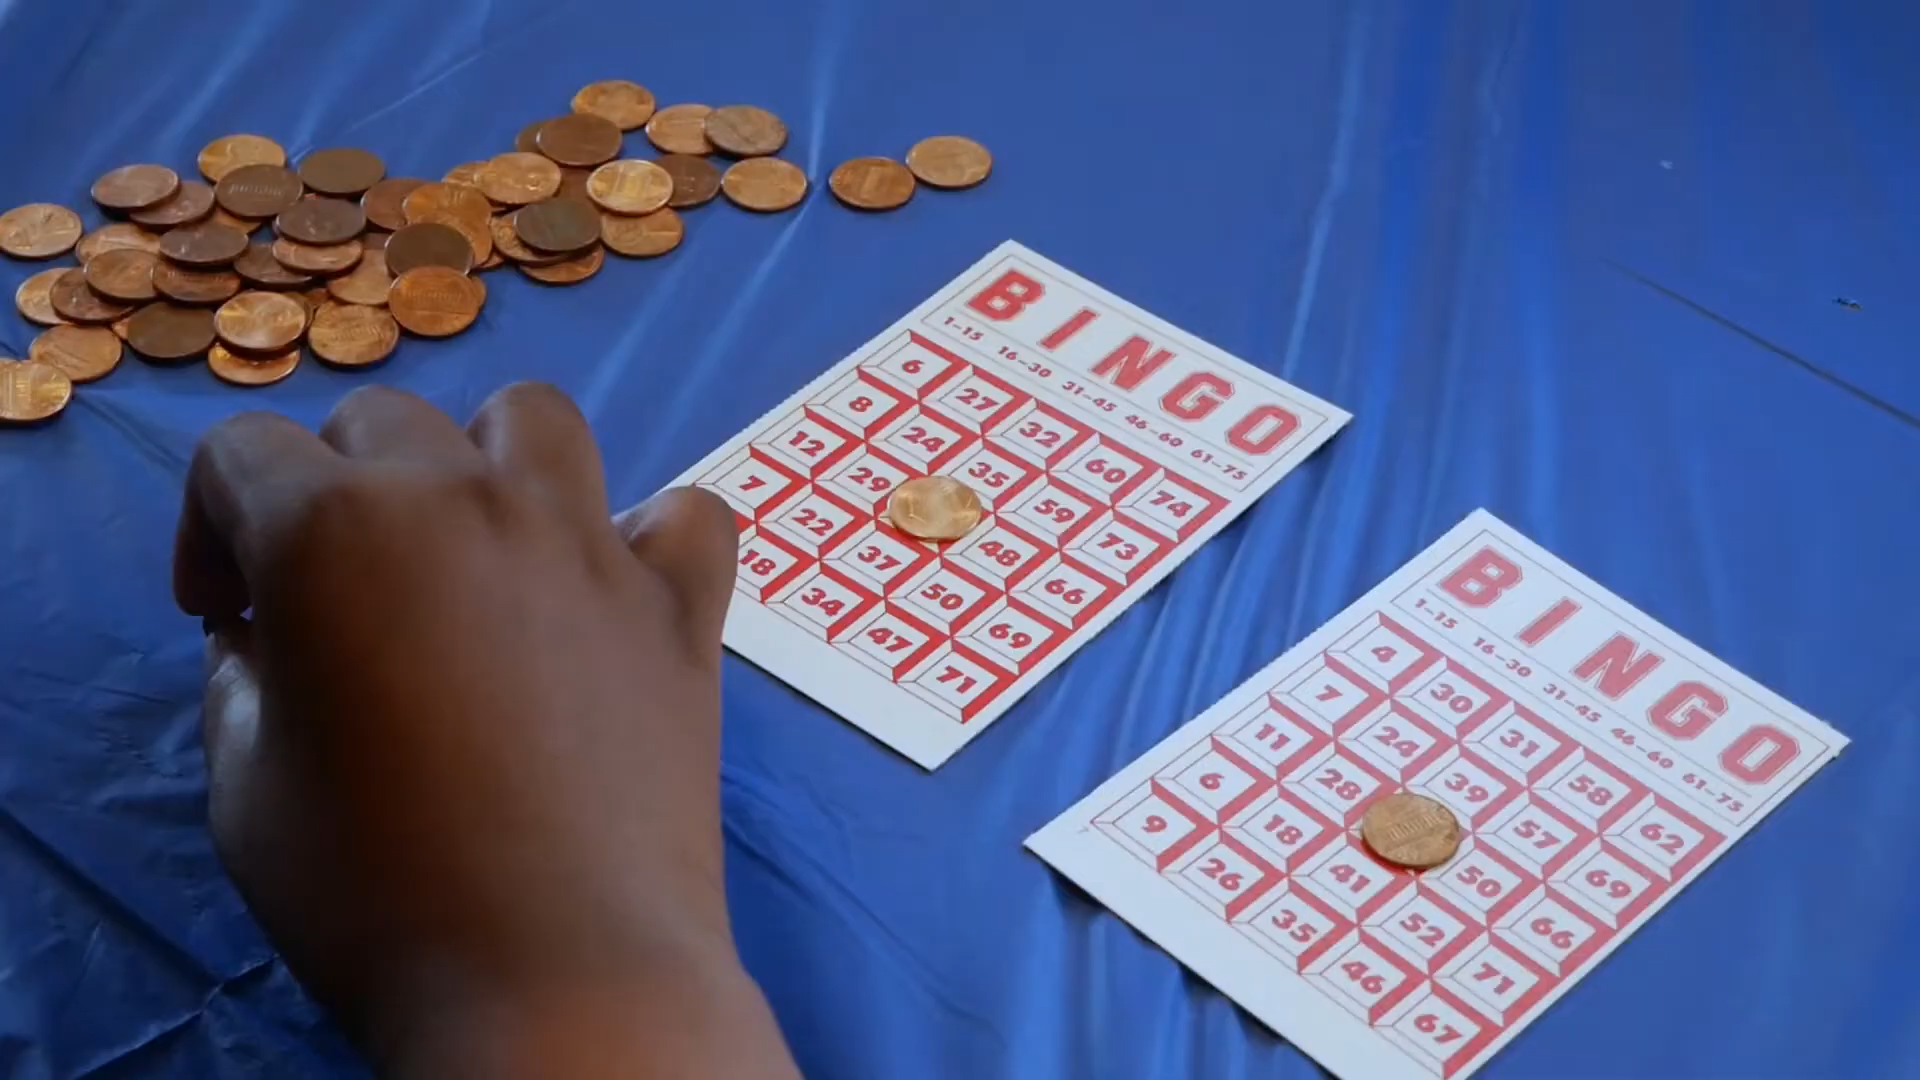 BINGO
1-15 16-30 31-45 46-60 61-75
6 27 32 60 74
8 24 35 59 73
12 29 48 66
7 22 37 50 69
18 34 47 71
BINGO
1-15 16-30 31-45 46-60 61-75
4 30 31 58 62
7 24 39 57 69
11 28 50 66
6 18 41 52 71
9 26 35 46 67